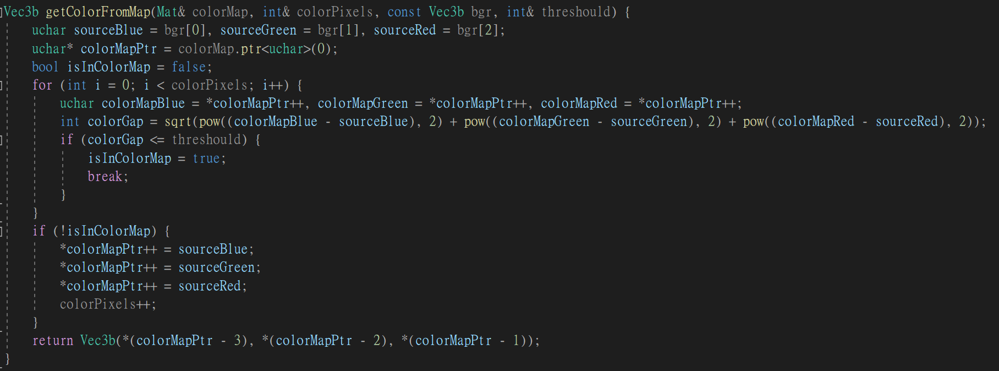 Vec3b getColorFromMap(Mat& colorMap, int& colorPixels, const Vec3b bgr, int& threshould) {
    uchar sourceBlue = bgr[0], sourceGreen = bgr[1], sourceRed = bgr[2];
    uchar* colorMapPtr = colorMap.ptr<uchar>(0);
    bool isInColorMap = false;
    for (int i = 0; i < colorPixels; i++) {
        uchar colorMapBlue = *colorMapPtr++, colorMapGreen = *colorMapPtr++, colorMapRed = *colorMapPtr++;
        int colorGap = sqrt(pow((colorMapBlue - sourceBlue), 2) + pow((colorMapGreen - sourceGreen), 2) + pow((colorMapRed - sourceRed), 2));
        if (colorGap <= threshould) {
            isInColorMap = true;
            break;
        }
    }
    if (!isInColorMap) {
        *colorMapPtr++ = sourceBlue;
        *colorMapPtr++ = sourceGreen;
        *colorMapPtr++ = sourceRed;
        colorPixels++;
    }
    return Vec3b(*(colorMapPtr - 3), *(colorMapPtr - 2), *(colorMapPtr - 1));
}